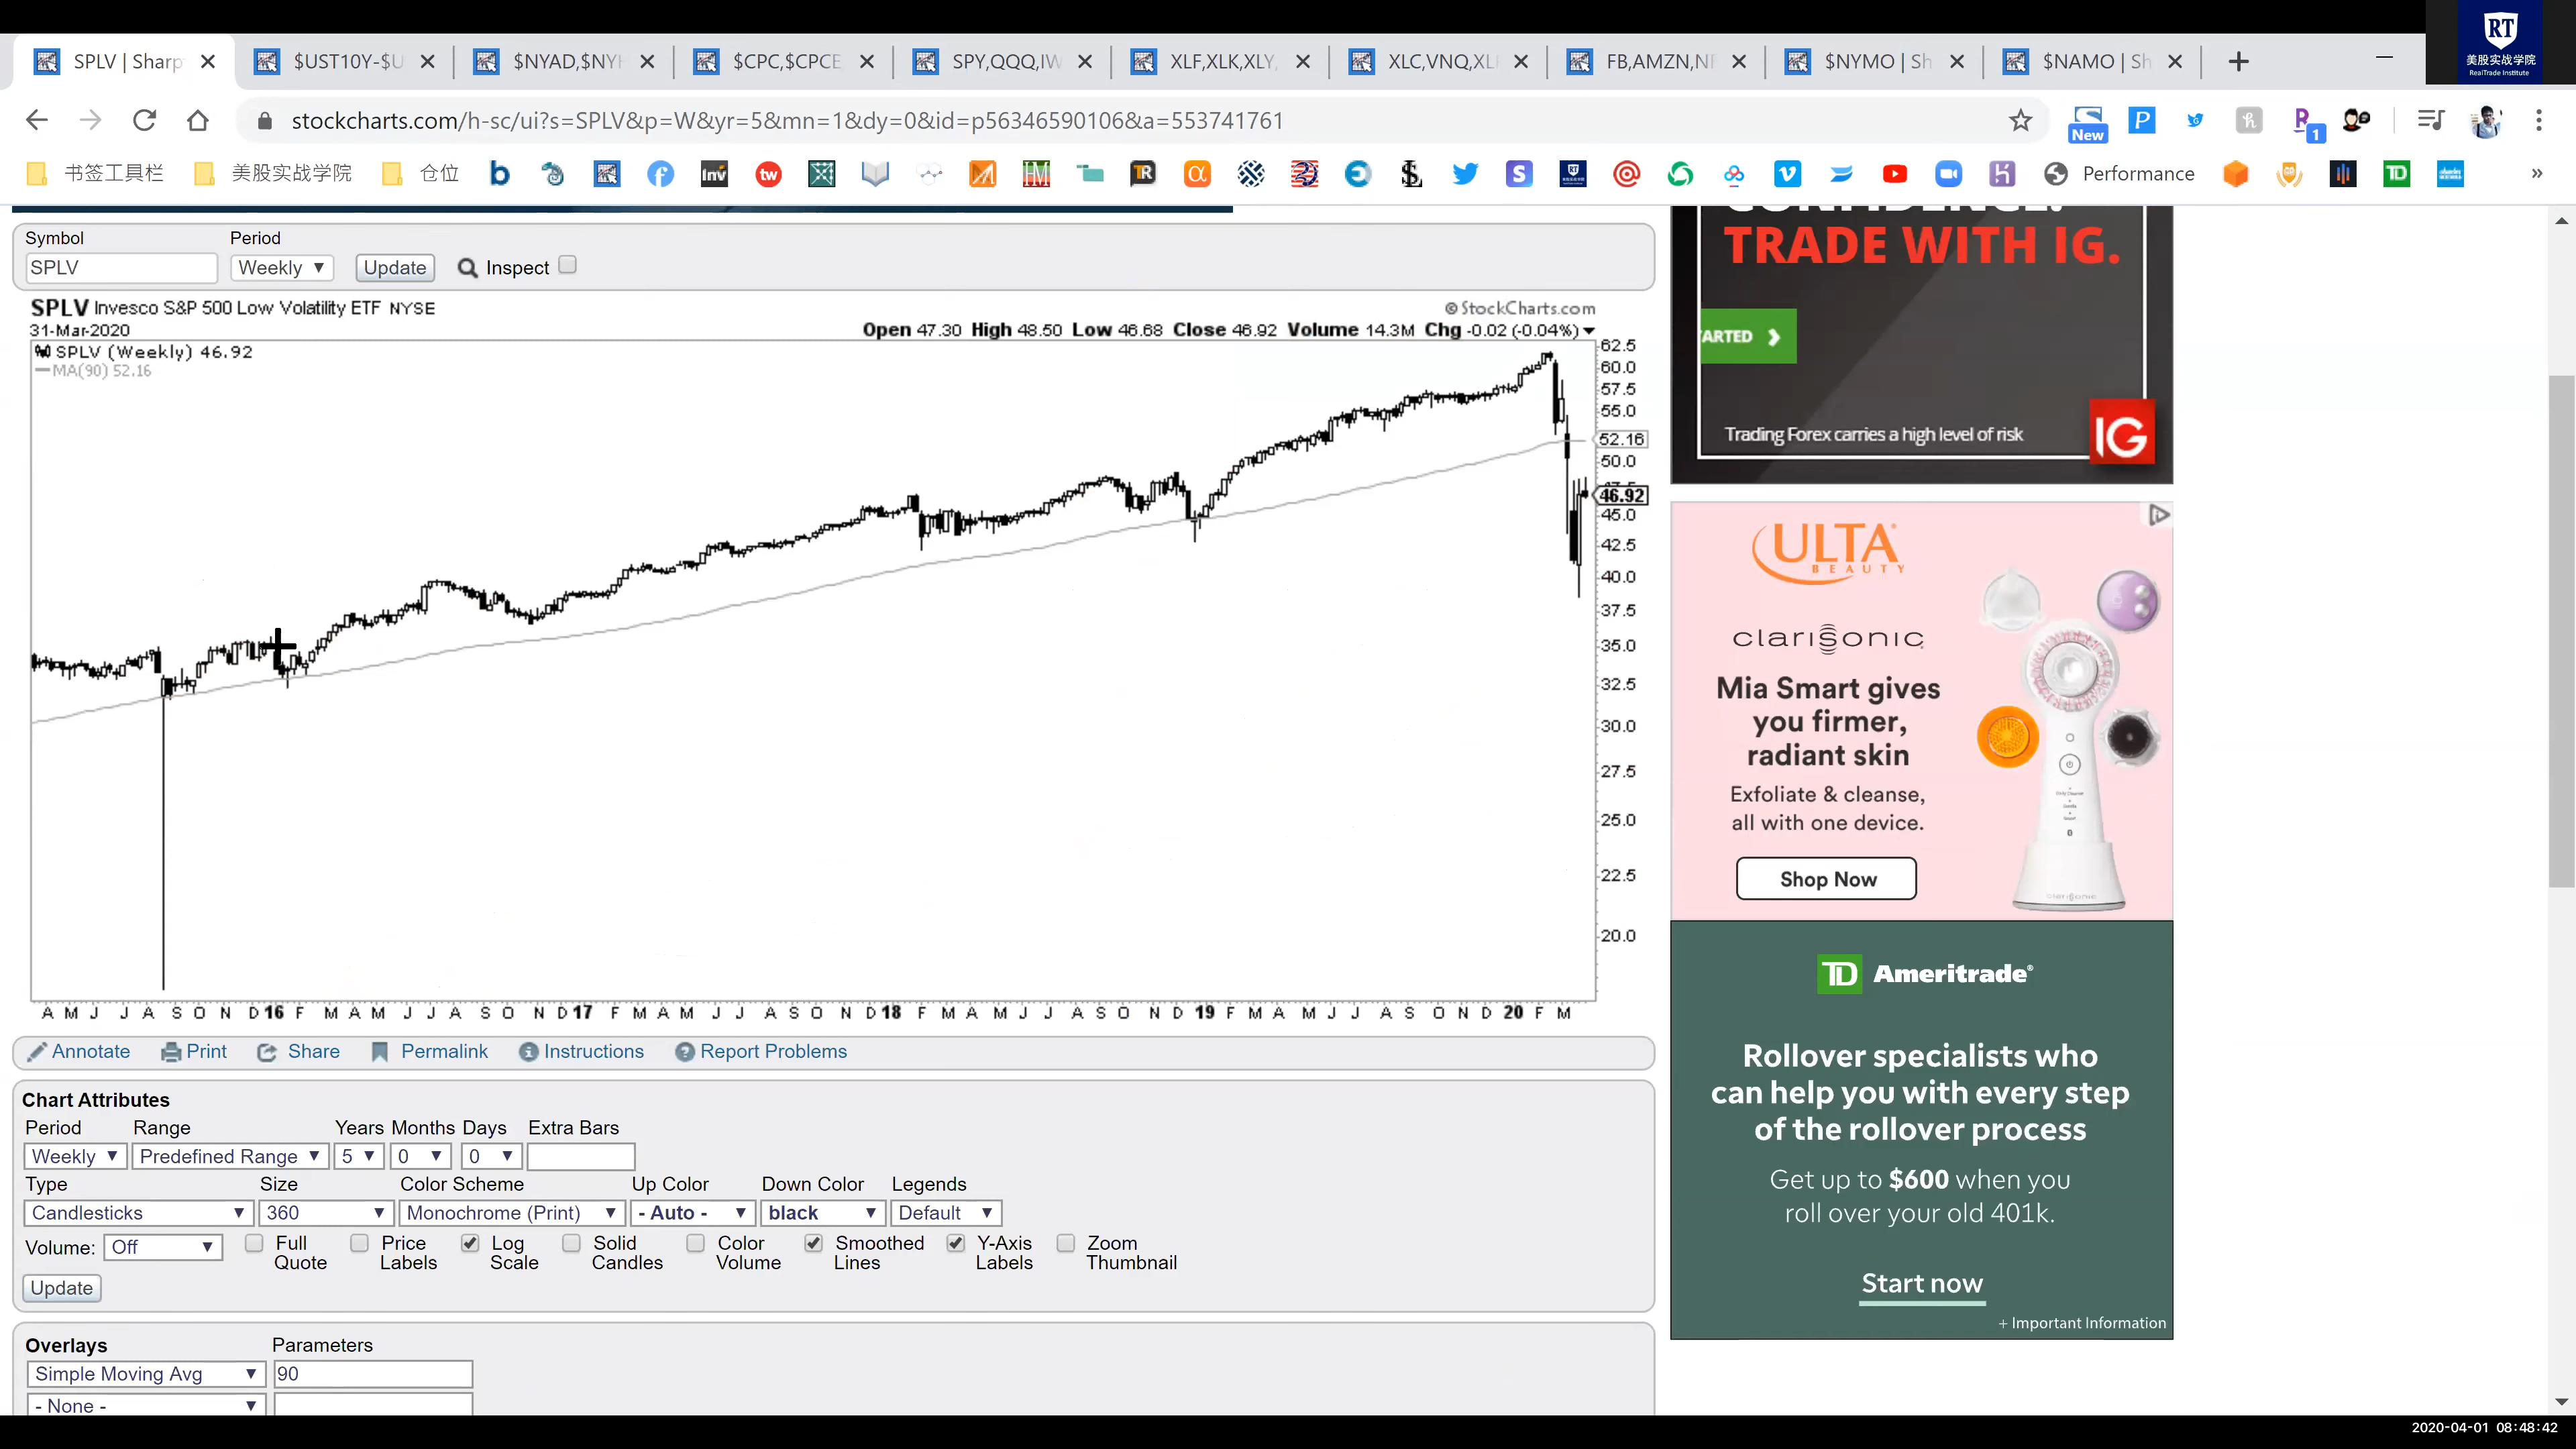 RT
美股实战学院
RealTrade Institute
SPLV | Sharp
$UST10Y-$U
$NYAD,$NYH
$CPC,$CPCE,
SPY,QQQ,IW
XLF,XLK,XLY,
XLC,VNQ,XLI
FB,AMZN,NF
$NYMO | Sh
$NAMO | Sh
stockcharts.com/h-sc/ui?s=SPLV&p=W&yr=5&mn=1&dy=0&id=p56346590106&a=553741761
New
1
书签工具栏
美股实战学院
仓位
Performance
Symbol
Period
SPLV
Weekly
Update
Inspect
SPLV Invesco S&P 500 Low Volatility ETF NYSE
© StockCharts.com
31-Mar-2020
Open 47.30 High 48.50 Low 46.68 Close 46.92 Volume 14.3M Chg -0.02 (-0.04%)
SPLV (Weekly) 46.92
MA(90) 52.16
62.5
60.0
57.5
55.0
52.16
50.0
46.92
45.0
42.5
40.0
37.5
35.0
32.5
30.0
27.5
25.0
22.5
20.0
A M J J A S O N D 16 F M A M J J A S O N D 17 F M A M J J A S O N D 18 F M A M J J A S O N D 19 F M A M J J A S O N D 20 F M
Annotate
Print
Share
Permalink
Instructions
Report Problems
Chart Attributes
Period Range Years Months Days Extra Bars
Weekly Predefined Range 5 0 0
Type Size Color Scheme Up Color Down Color Legends
Candlesticks 360 Monochrome (Print) - Auto - black Default
Volume: Off
Full Quote
Price Labels
Log Scale
Solid Candles
Color Volume
Smoothed Lines
Y-Axis Labels
Zoom Thumbnail
Update
Overlays Parameters
Simple Moving Avg 90
- None -
TRADE WITH IG.
ARTED
Trading Forex carries a high level of risk
IG
ULTA
BEAUTY
clarisonic
Mia Smart gives
you firmer,
radiant skin
Exfoliate & cleanse,
all with one device.
Shop Now
TD Ameritrade
Rollover specialists who
can help you with every step
of the rollover process
Get up to $600 when you
roll over your old 401k.
Start now
+ Important Information
2020-04-01 08:48:42